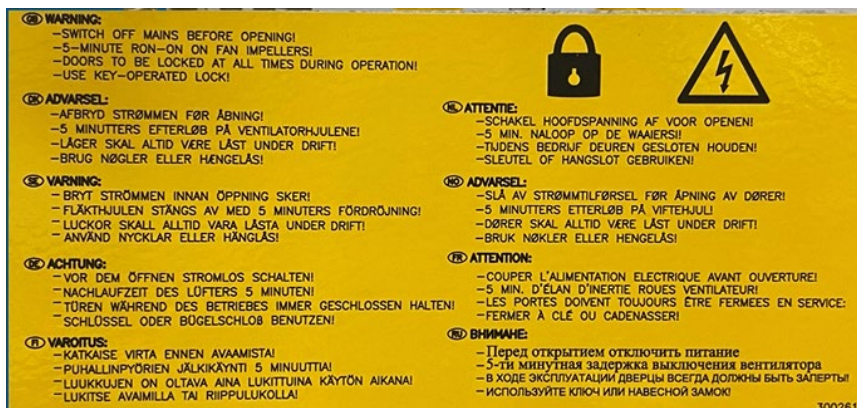 GB WARNING:
-SWITCH OFF MAINS BEFORE OPENING!
-5-MINUTE RON-ON ON FAN IMPELLERS!
-DOORS TO BE LOCKED AT ALL TIMES DURING OPERATION!
-USE KEY-OPERATED LOCK!
DK ADVARSEL:
-AFBRYD STRØMMEN FØR ÅBNING!
-5 MINUTTERS EFTERLØB PÅ VENTILATORHJULENE!
-LÅGER SKAL ALTID VÆRE LÅST UNDER DRIFT!
-BRUG NØGLER ELLER HÆNGELÅS!
SE VARNING:
- BRYT STRÖMMEN INNAN ÖPPNING SKER!
- FLÄKTHJULEN STÄNGS AV MED 5 MINUTERS FÖRDRÖJNING!
- LUCKOR SKALL ALLTID VARA LÅSTA UNDER DRIFT!
- ANVÄND NYCKLAR ELLER HÄNGLÅS!
DE ACHTUNG:
- VOR DEM ÖFFNEN STROMLOS SCHALTEN!
- NACHLAUFZEIT DES LÜFTERS 5 MINUTEN!
- TÜREN WÄHREND DES BETRIEBES IMMER GESCHLOSSEN HALTEN!
- SCHLÜSSEL ODER BÜGELSCHLOß BENUTZEN!
FI VAROITUS:
- KATKAISE VIRTA ENNEN AVAAMISTA!
- PUHALLINPYÖRIEN JÄLKIKÄYNTI 5 MINUUTTIA!
- LUUKKUJEN ON OLTAVA AINA LUKITTUINA KÄYTÖN AIKANA!
- LUKITSE AVAIMILLA TAI RIIPPULUKOLLA!
NL ATTENTIE:
-SCHAKEL HOOFDSPANNING AF VOOR OPENEN!
-5 MIN. NALOOP OP DE WAAIERS!
-TIJDENS BEDRIJF DEUREN GESLOTEN HOUDEN!
-SLEUTEL OF HANGSLOT GEBRUIKEN!
NO ADVARSEL:
-SLÅ AV STRØMMTILFØRSEL FØR ÅPNING AV DØRER!
-5 MINUTTERS ETTERLØB PÅ VIFTEHJUL!
-DØRER SKAL ALLTID VÆRE LÅST UNDER DRIFT!
-BRUK NØKLER ELLER HENGELÅS!
FR ATTENTION:
-COUPER L'ALIMENTATION ELECTRIQUE AVANT OUVERTURE!
-5 MIN. D'ÉLAN D'INERTIE ROUES VENTILATEUR!
-LES PORTES DOIVENT TOUJOURS ÊTRE FERMEES EN SERVICE:
-FERMER À CLÉ OU CADENASSER!
RU ВНИМАНЕ:
- Перед открытием отключить питание
- 5-ти минутная задержка выключения вентилятора
- В ХОДЕ ЭКСПЛУАТАЦИИ ДВЕРЦЫ ВСЕГДА ДОЛЖНЫ БЫТЬ ЗАПЕРТЫ!
- ИСПОЛЬЗУЙТЕ КЛЮЧ ИЛИ НАВЕСНОЙ ЗАМОК!
300261